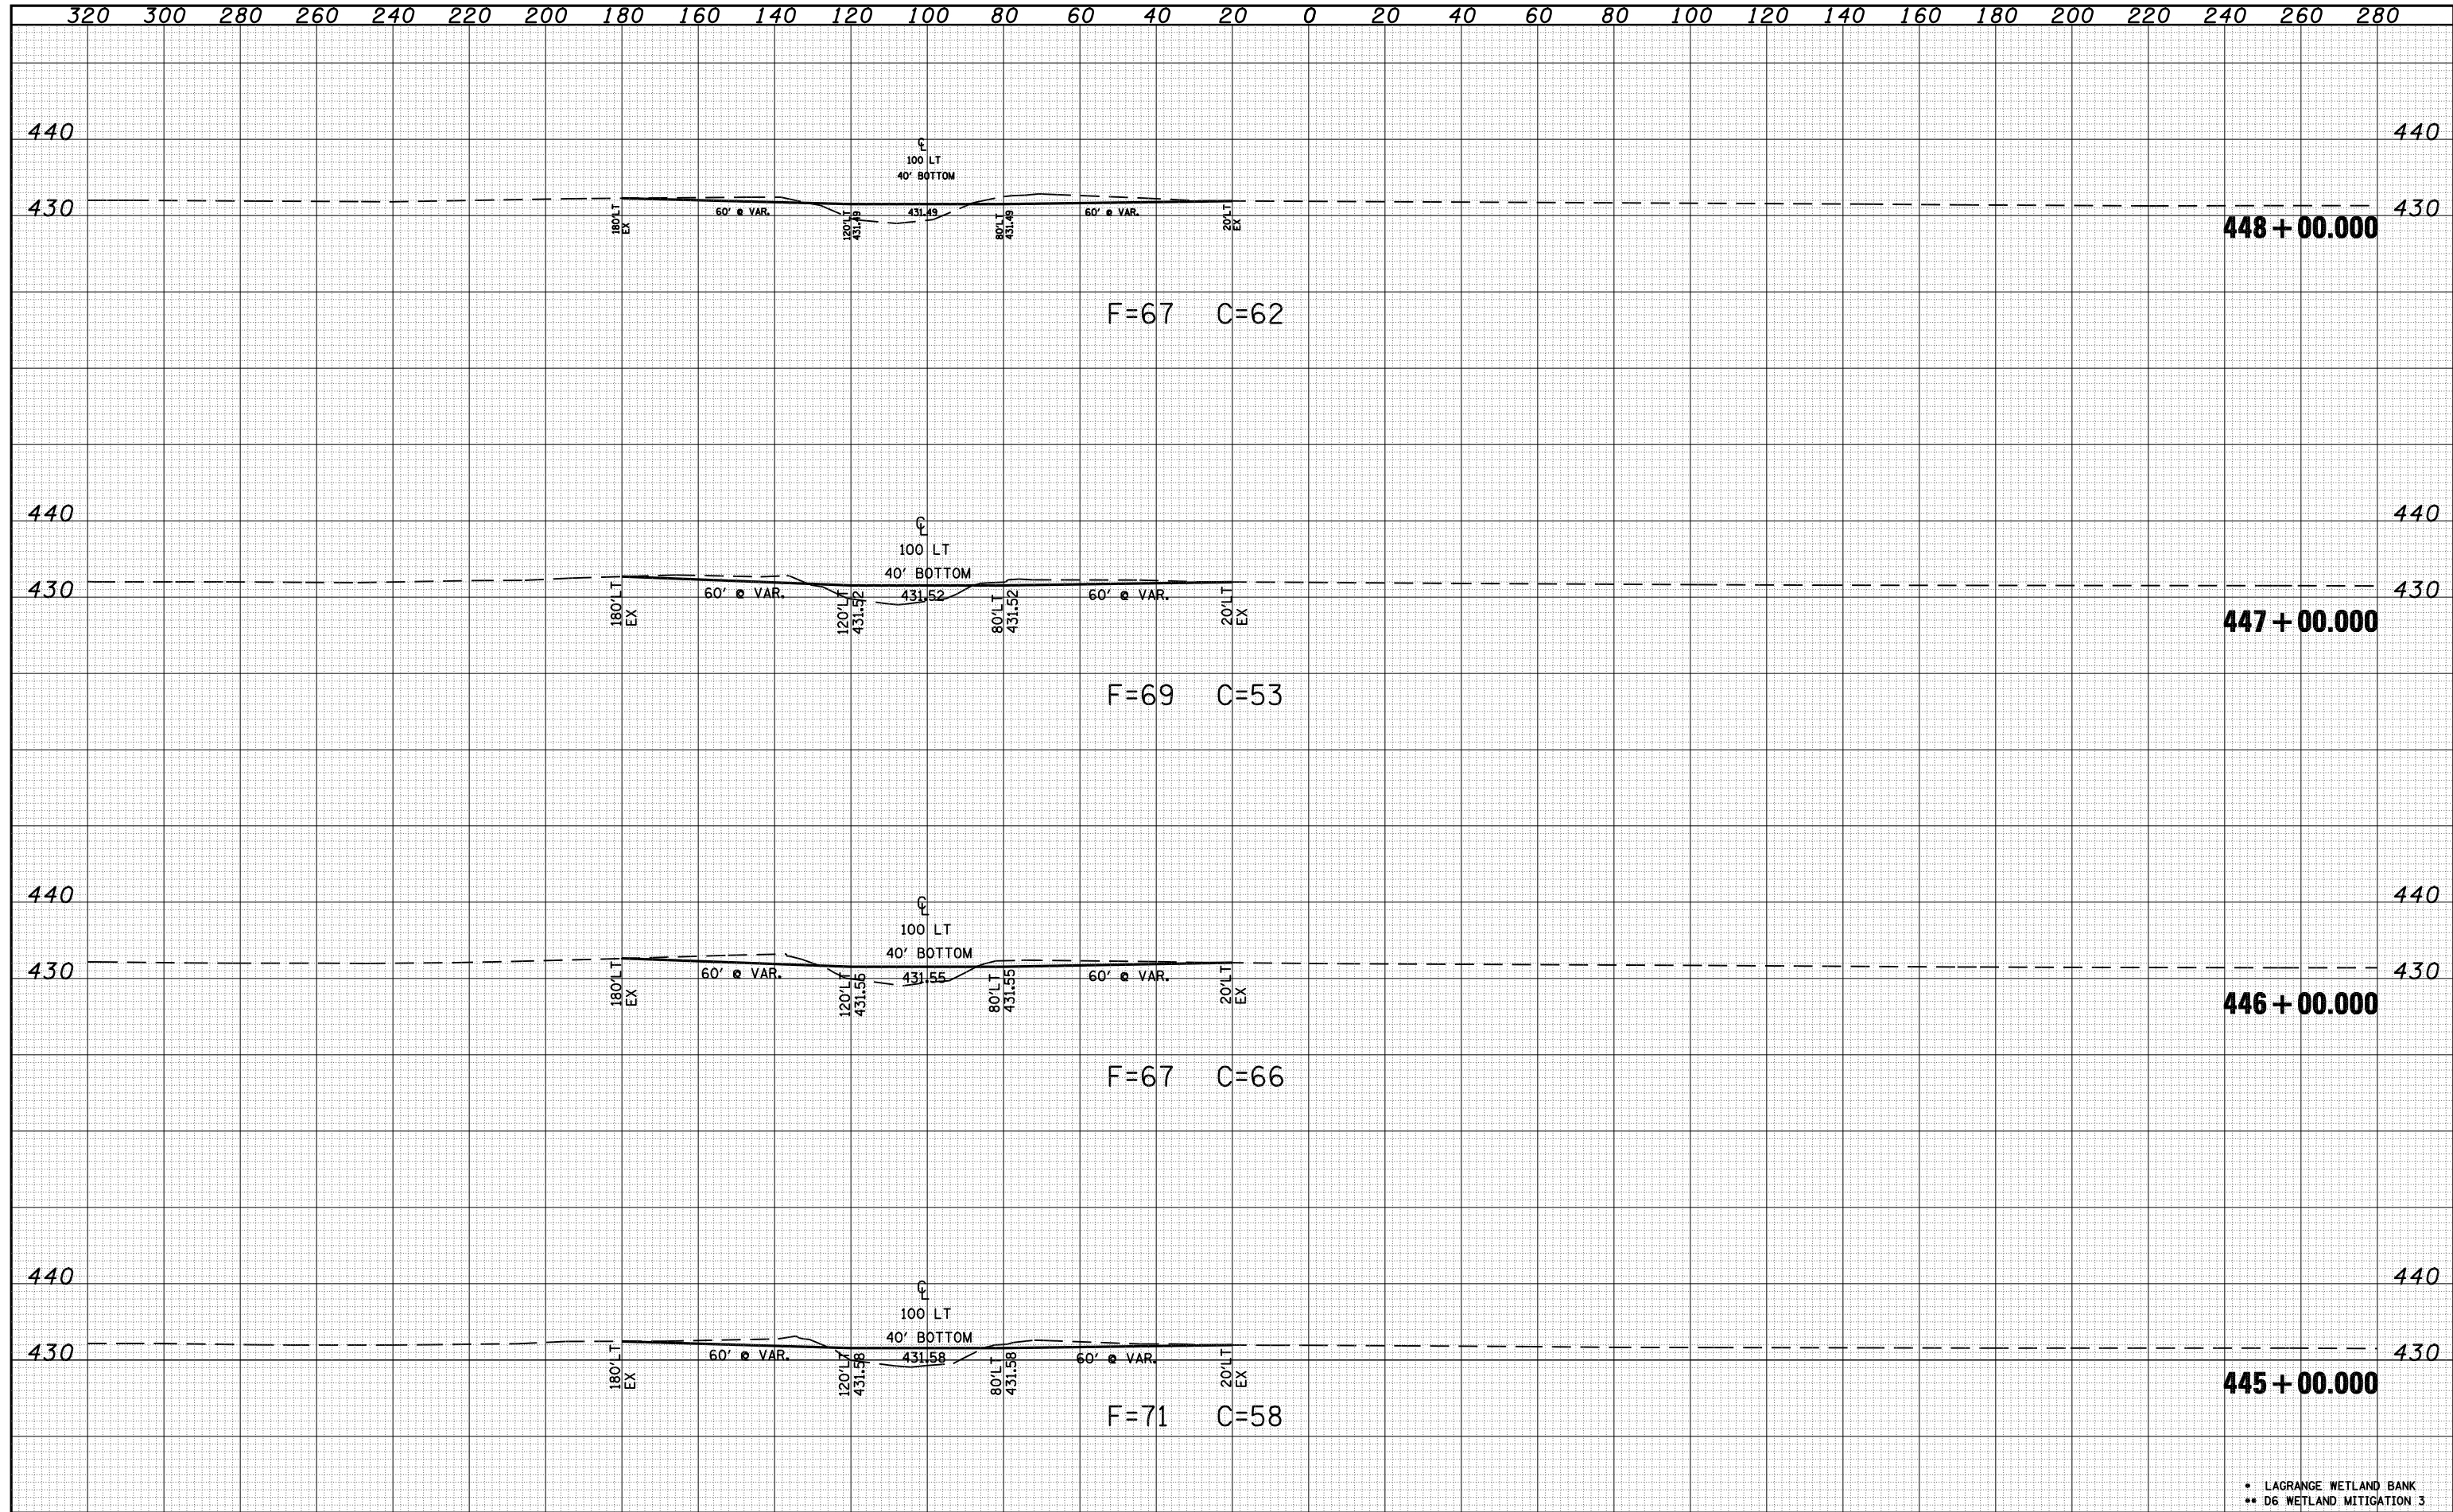 320 300 280 260 240 220 200 180 160 140 120 100 80 60 40 20 0 20 40 60 80 100 120 140 160 180 200 220 240 260 280
440 440
℄
100 LT
40' BOTTOM
430 430
180'LT
EX
60' @ VAR.
120'LT
431.49
431.49
80'LT
431.49
60' @ VAR.
20'LT
EX
448+00.000
F=67 C=62
440 440
℄
100 LT
40' BOTTOM
430 430
180'LT
EX
60' @ VAR.
120'LT
431.52
431.52
80'LT
431.52
60' @ VAR.
20'LT
EX
447+00.000
F=69 C=53
440 440
℄
100 LT
40' BOTTOM
430 430
180'LT
EX
60' @ VAR.
120'LT
431.55
431.55
80'LT
431.55
60' @ VAR.
20'LT
EX
446+00.000
F=67 C=66
440 440
℄
100 LT
40' BOTTOM
430 430
180'LT
EX
60' @ VAR.
120'LT
431.58
431.58
80'LT
431.58
60' @ VAR.
20'LT
EX
445+00.000
F=71 C=58
• LAGRANGE WETLAND BANK
•• D6 WETLAND MITIGATION 3